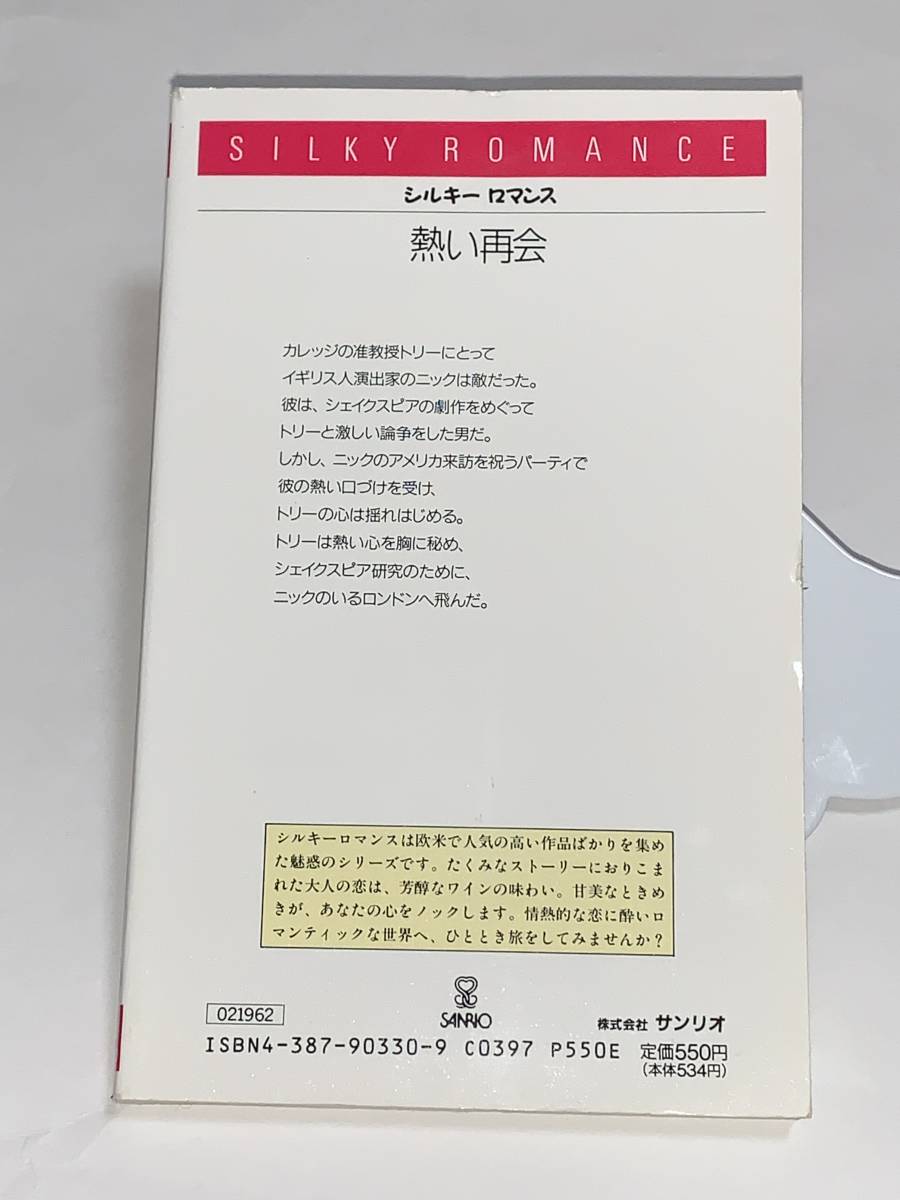 SILKY ROMANCE
シルキー ロマンス
熱い再会
カレッジの准教授トリーにとって
イギリス人演出家のニックは敵だった。
彼は、シェイクスピアの劇作をめぐって
トリーと激しい論争をした男だ。
しかし、ニックのアメリカ来訪を祝うパーティで
彼の熱い口づけを受け、
トリーの心は揺れはじめる。
トリーは熱い心を胸に秘め、
シェイクスピア研究のために、
ニックのいるロンドンへ飛んだ。
シルキーロマンスは欧米で人気の高い作品ばかりを集め
た魅惑のシリーズです。たくみなストーリーにおりこま
れた大人の恋は、芳醇なワインの味わい。甘美なときめ
きが、あなたの心をノックします。情熱的な恋に酔いロ
マンティックな世界へ、ひととき旅をしてみませんか?
021962
SANRIO
株式会社 サンリオ
ISBN4-387-90330-9 C0397 P550E 定価550円
(本体534円)